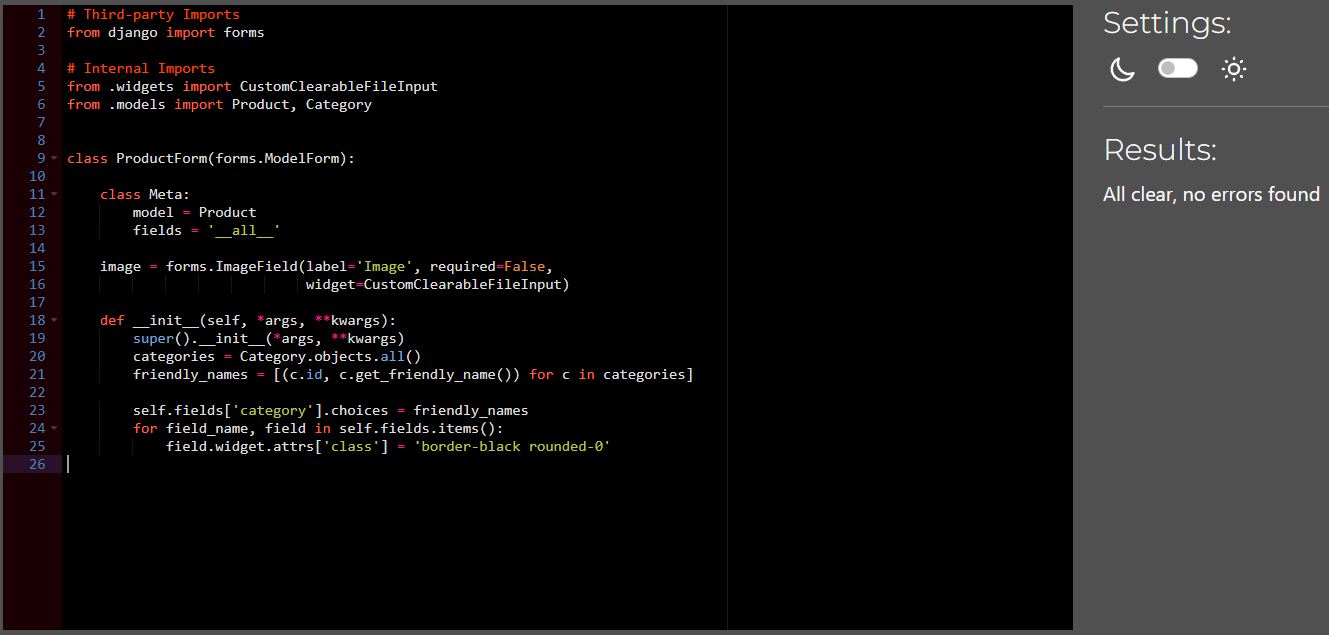 1 # Third-party Imports
2 from django import forms
3
4 # Internal Imports
5 from .widgets import CustomClearableFileInput
6 from .models import Product, Category
7
8
9 class ProductForm(forms.ModelForm):
10
11     class Meta:
12         model = Product
13         fields = '__all__'
14
15     image = forms.ImageField(label='Image', required=False,
16                              widget=CustomClearableFileInput)
17
18     def __init__(self, *args, **kwargs):
19         super().__init__(*args, **kwargs)
20         categories = Category.objects.all()
21         friendly_names = [(c.id, c.get_friendly_name()) for c in categories]
22
23         self.fields['category'].choices = friendly_names
24         for field_name, field in self.fields.items():
25             field.widget.attrs['class'] = 'border-black rounded-0'
26
Settings:
Results:
All clear, no errors found